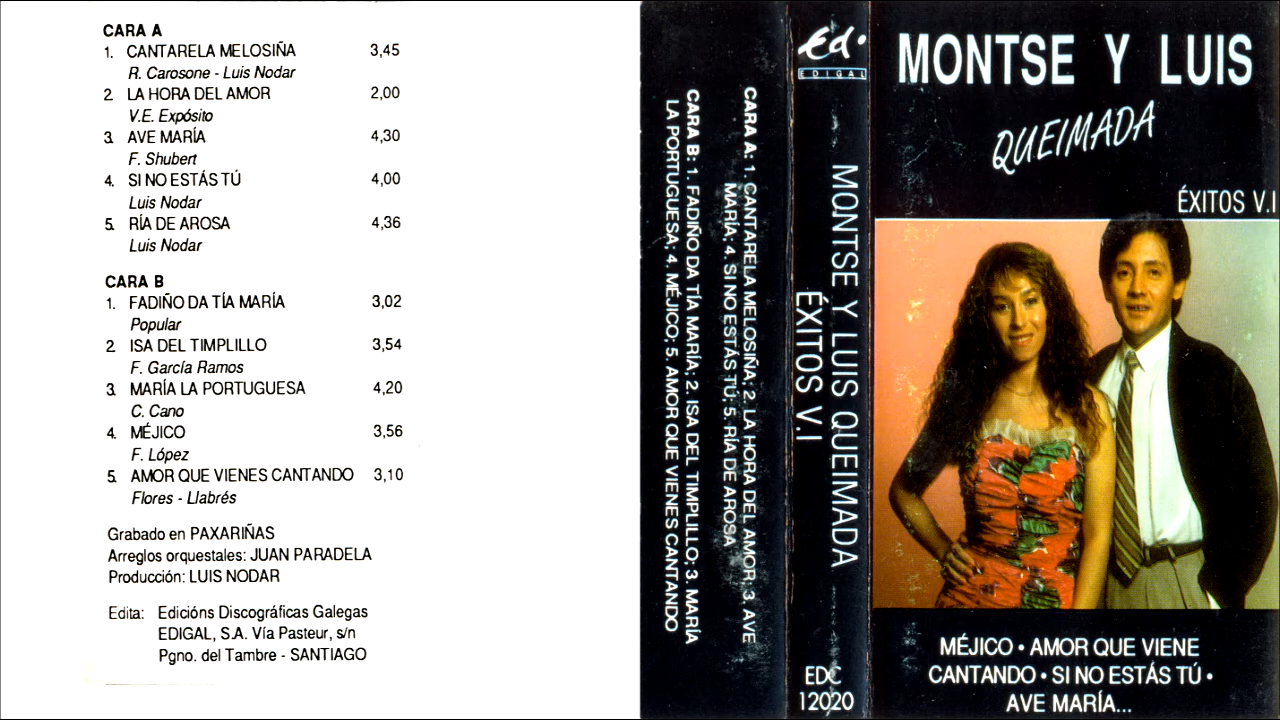 CARA A
1. CANTARELA MELOSIÑA 3,45
R. Carosone - Luis Nodar
2. LA HORA DEL AMOR 2,00
V.E. Expósito
3. AVE MARÍA 4,30
F. Shubert
4. SI NO ESTÁS TÚ 4,00
Luis Nodar
5. RÍA DE AROSA 4,36
Luis Nodar
CARA B
1. FADIÑO DA TÍA MARÍA 3,02
Popular
2. ISA DEL TIMPLILLO 3,54
F. García Ramos
3. MARÍA LA PORTUGUESA 4,20
C. Cano
4. MÉJICO 3,56
F. López
5. AMOR QUE VIENES CANTANDO 3,10
Flores - Llabrés
Grabado en PAXARIÑAS
Arreglos orquestales: JUAN PARADELA
Producción: LUIS NODAR
Edita: Edicións Discográficas Galegas
EDIGAL, S.A. Vía Pasteur, s/n
Pgno. del Tambre - SANTIAGO
CARA A: 1. CANTARELA MELOSIÑA; 2. LA HORA DEL AMOR; 3. AVE
MARÍA; 4. SI NO ESTÁS TÚ; 5. RÍA DE AROSA
CARA B: 1. FADIÑO DA TÍA MARÍA; 2. ISA DEL TIMPLILLO; 3. MARÍA
LA PORTUGUESA; 4. MÉJICO; 5. AMOR QUE VIENES CANTANDO
Ed.
EDIGAL
MONTSE Y LUIS QUEIMADA
ÉXITOS V.I
EDC
12020
MONTSE Y LUIS
QUEIMADA
ÉXITOS V.I
MÉJICO • AMOR QUE VIENE
CANTANDO • SI NO ESTÁS TÚ •
AVE MARÍA...